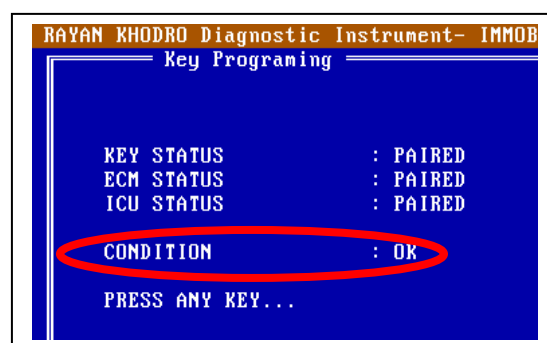 RAYAN KHODRO Diagnostic Instrument- IMMOB
Key Programing
KEY STATUS : PAIRED
ECM STATUS : PAIRED
ICU STATUS : PAIRED
CONDITION : OK
PRESS ANY KEY...